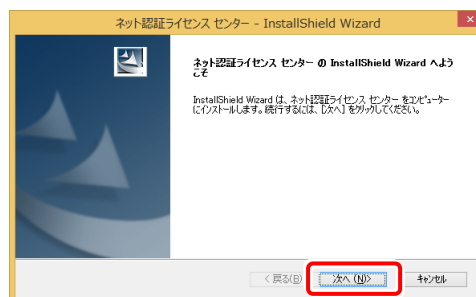 ネット認証ライセンス センター - InstallShield Wizard
ネット認証ライセンス センター の InstallShield Wizard へよう
こそ
InstallShield Wizard は、ネット認証ライセンス センター をコンピューター
にインストールします。続行するには、[次へ] をクリックしてください。
< 戻る(B)
次へ (N)>
キャンセル